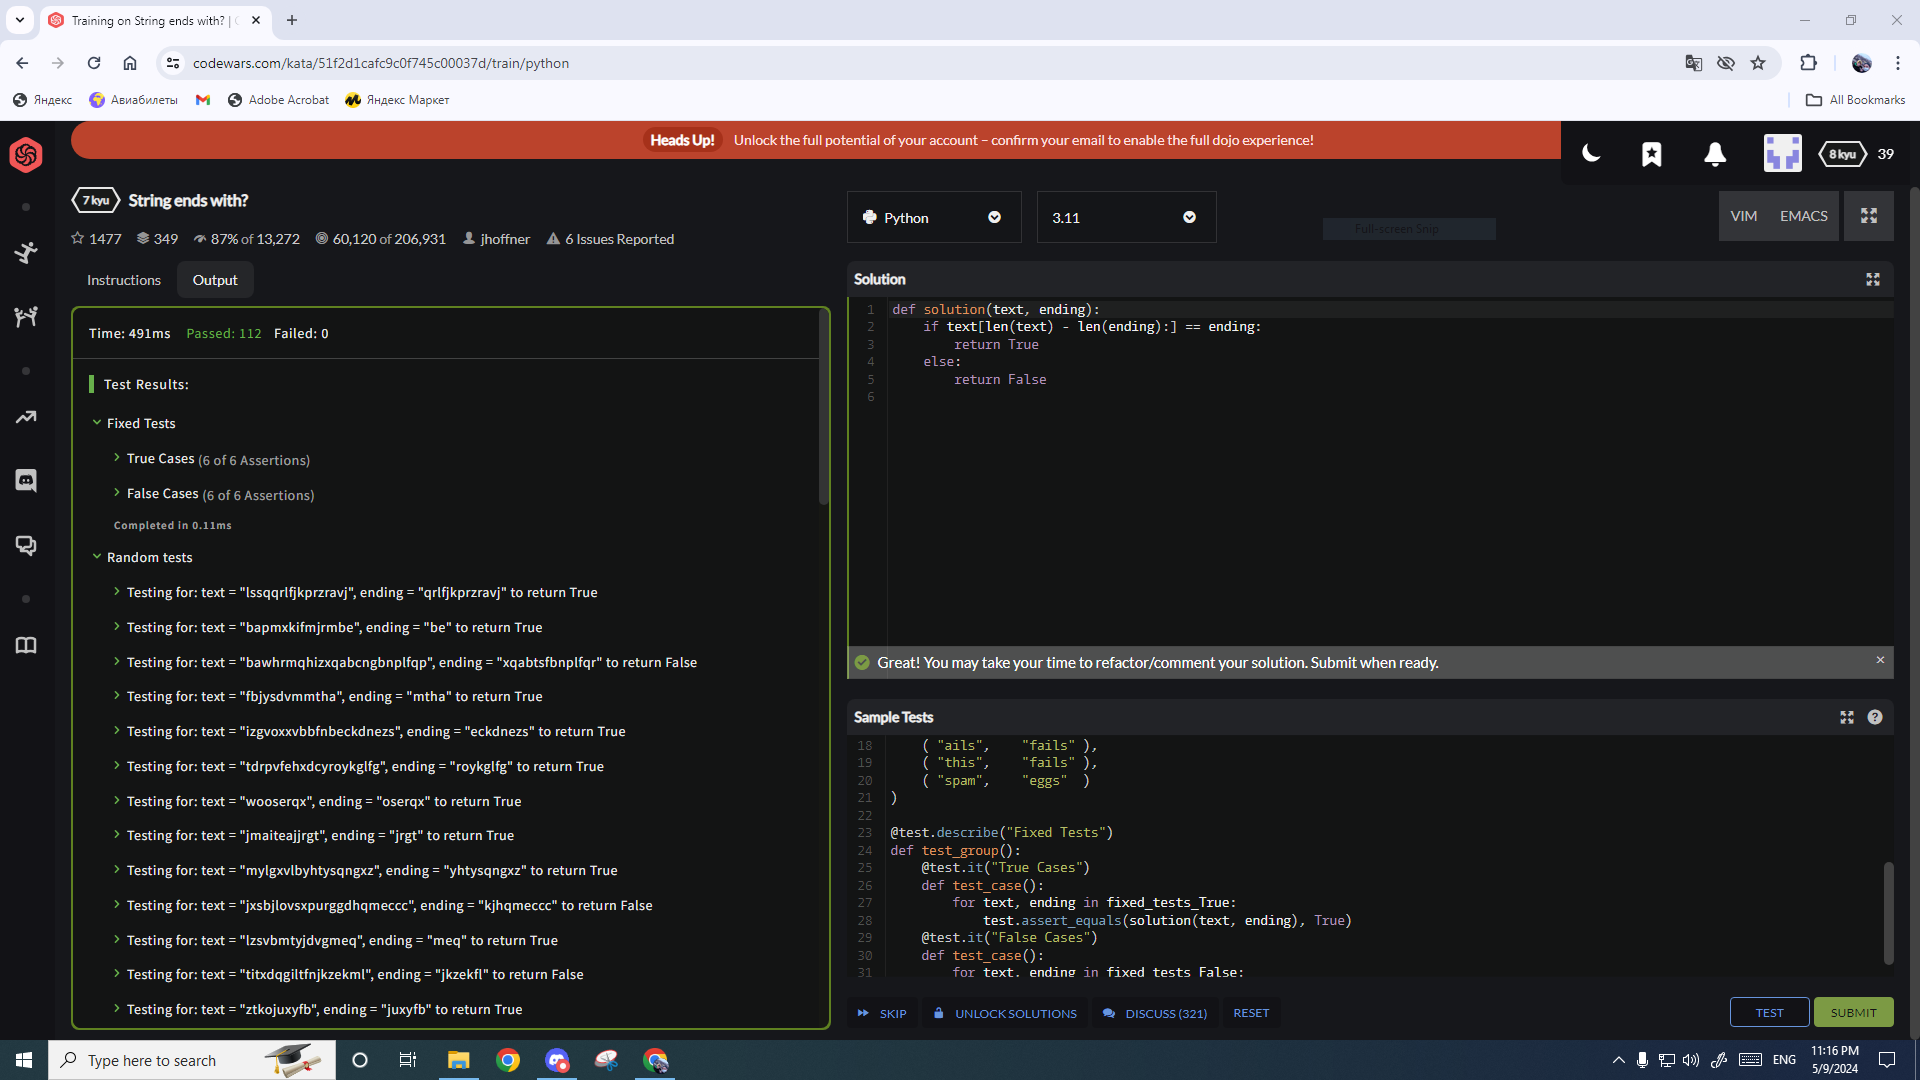 Training on String ends with? | C
codewars.com/kata/51f2d1cafc9c0f745c00037d/train/python
Яндекс Авиабилеты Adobe Acrobat Яндекс Маркет All Bookmarks
Heads Up! Unlock the full potential of your account – confirm your email to enable the full dojo experience!
8 kyu 39
7 kyu String ends with?
1477 349 87% of 13,272 60,120 of 206,931 jhoffner 6 Issues Reported
Instructions Output
Time: 491ms Passed: 112 Failed: 0
Test Results:
Fixed Tests
True Cases (6 of 6 Assertions)
False Cases (6 of 6 Assertions)
Completed in 0.11ms
Random tests
Testing for: text = "lssqqrlfjkprzravj", ending = "qrlfjkprzravj" to return True
Testing for: text = "bapmxkifmjrmbe", ending = "be" to return True
Testing for: text = "bawhrmqhizxqabcngbnplfqp", ending = "xqabtsfbnplfqr" to return False
Testing for: text = "fbjysdvmmtha", ending = "mtha" to return True
Testing for: text = "izgvoxxvbbfnbeckdnezs", ending = "eckdnezs" to return True
Testing for: text = "tdrpvfehxdcyroykglfg", ending = "roykglfg" to return True
Testing for: text = "wooserqx", ending = "oserqx" to return True
Testing for: text = "jmaiteajjrgt", ending = "jrgt" to return True
Testing for: text = "mylgxvlbyhtysqngxz", ending = "yhtysqngxz" to return True
Testing for: text = "jxsbjlovsxpurggdhqmeccc", ending = "kjhqmeccc" to return False
Testing for: text = "lzsvbmtyjdvgmeq", ending = "meq" to return True
Testing for: text = "titxdqgiltfnjkzekml", ending = "jkzekfl" to return False
Testing for: text = "ztkojuxyfb", ending = "juxyfb" to return True
Python 3.11 Full-screen Snip VIM EMACS
Solution
1 def solution(text, ending):
2 if text[len(text) - len(ending):] == ending:
3 return True
4 else:
5 return False
6
Great! You may take your time to refactor/comment your solution. Submit when ready.
Sample Tests
18 ( "ails", "fails" ),
19 ( "this", "fails" ),
20 ( "spam", "eggs" )
21 )
22
23 @test.describe("Fixed Tests")
24 def test_group():
25 @test.it("True Cases")
26 def test_case():
27 for text, ending in fixed_tests_True:
28 test.assert_equals(solution(text, ending), True)
29 @test.it("False Cases")
30 def test_case():
31 for text, ending in fixed_tests_False:
SKIP UNLOCK SOLUTIONS DISCUSS (321) RESET TEST SUBMIT
Type here to search
ENG
11:16 PM
5/9/2024